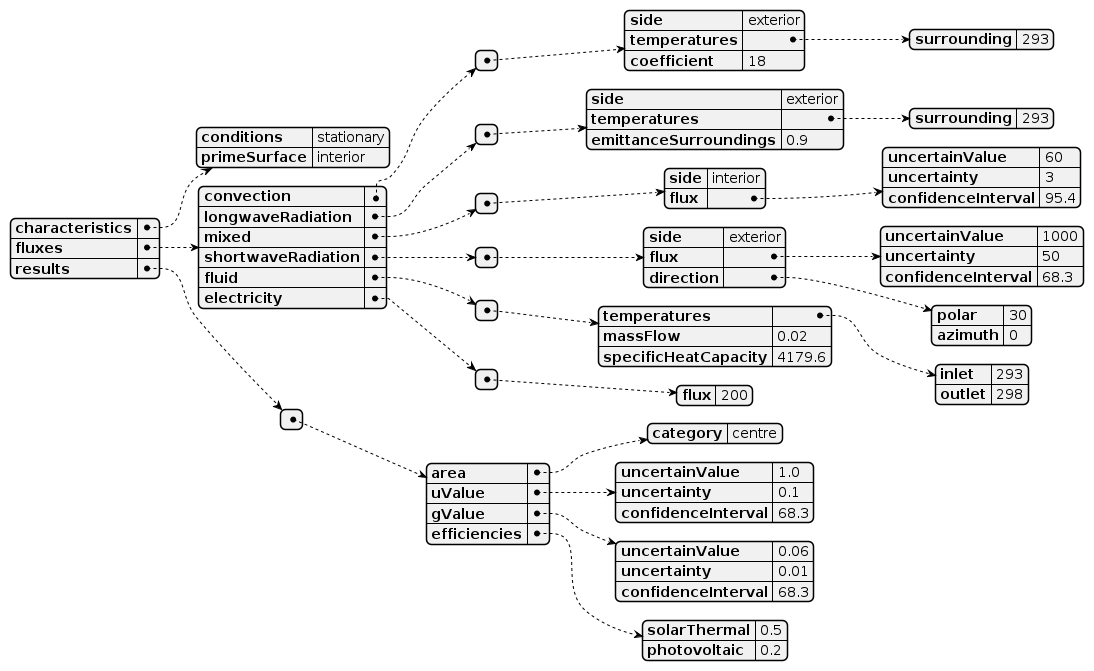 characteristics
fluxes
results
conditions stationary
primeSurface interior
convection
longwaveRadiation
mixed
shortwaveRadiation
fluid
electricity
side exterior
temperatures
coefficient 18
surrounding 293
side exterior
temperatures
emittanceSurroundings 0.9
surrounding 293
side interior
flux
uncertainValue 60
uncertainty 3
confidenceInterval 95.4
side exterior
flux
direction
uncertainValue 1000
uncertainty 50
confidenceInterval 68.3
polar 30
azimuth 0
temperatures
massFlow 0.02
specificHeatCapacity 4179.6
inlet 293
outlet 298
flux 200
area
uValue
gValue
efficiencies
category centre
uncertainValue 1.0
uncertainty 0.1
confidenceInterval 68.3
uncertainValue 0.06
uncertainty 0.01
confidenceInterval 68.3
solarThermal 0.5
photovoltaic 0.2